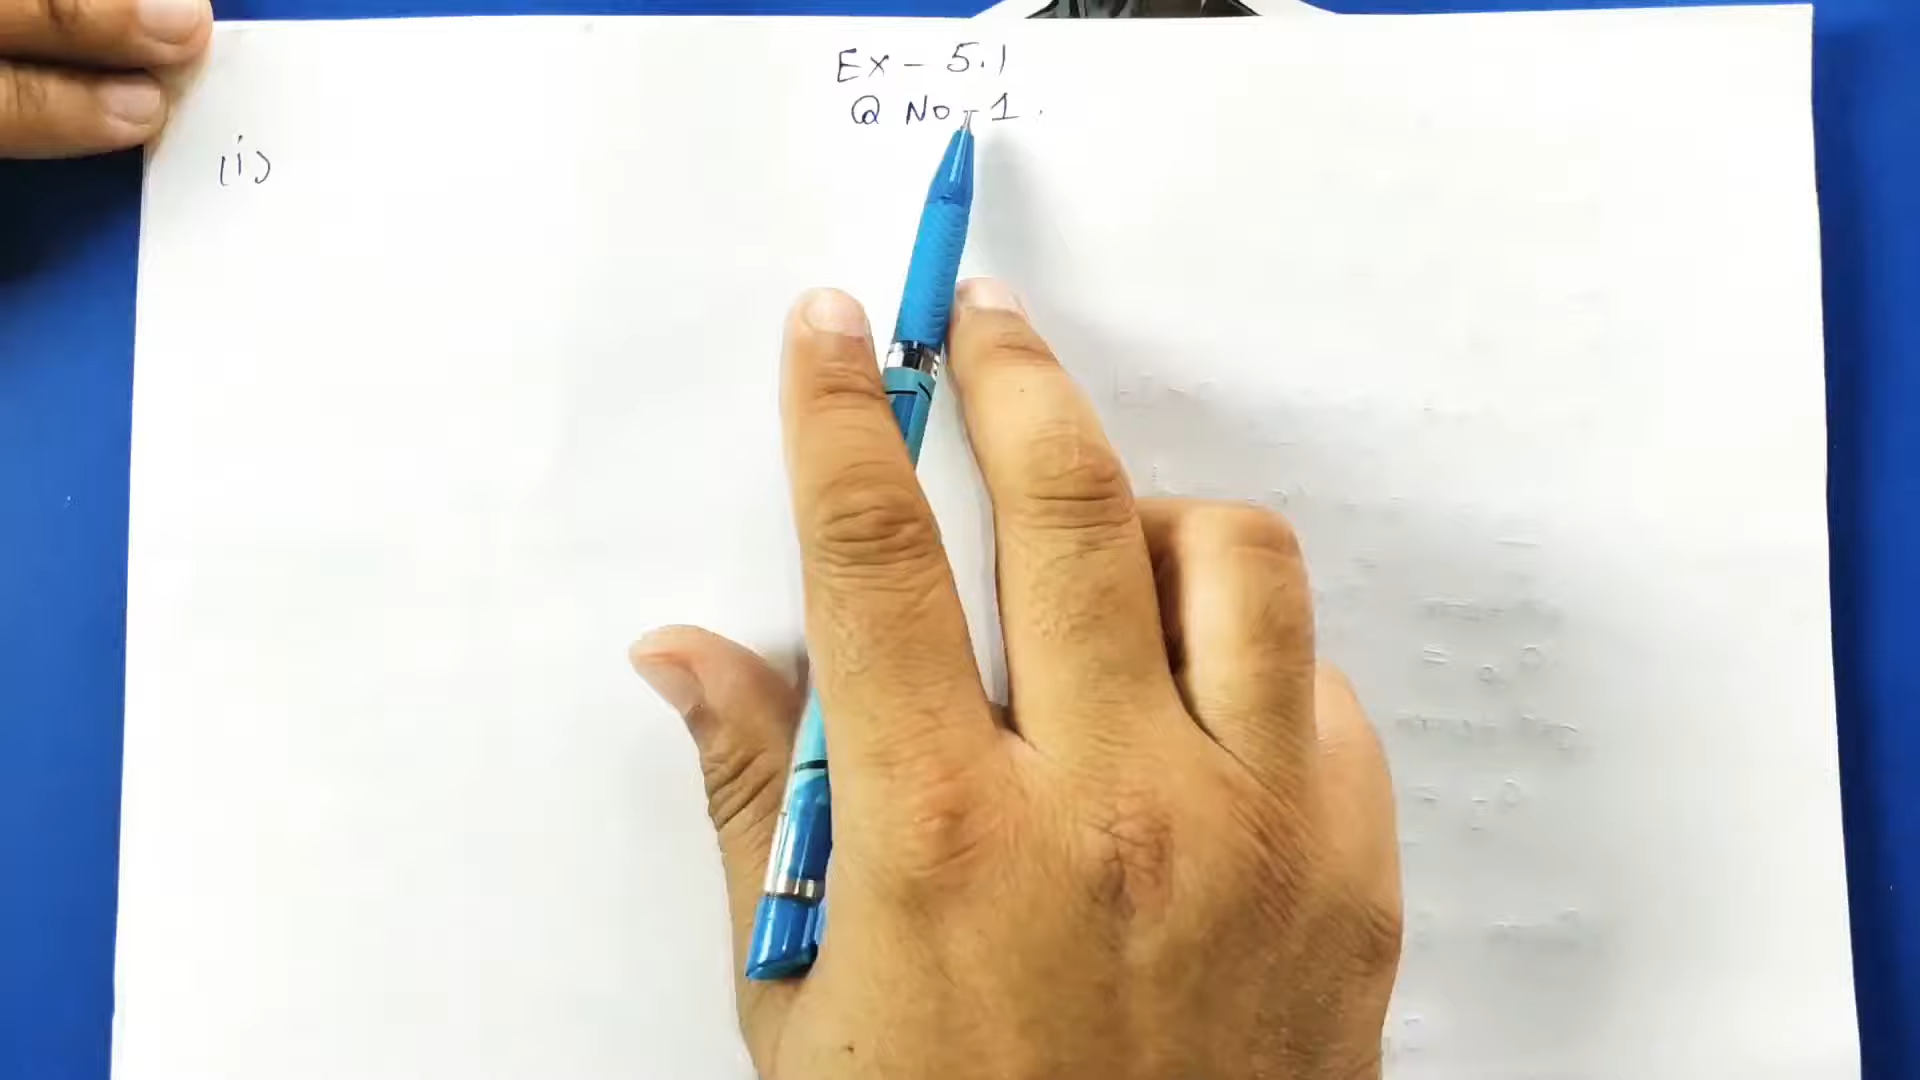 Ex - 5.1
Q No - 1.
(i)